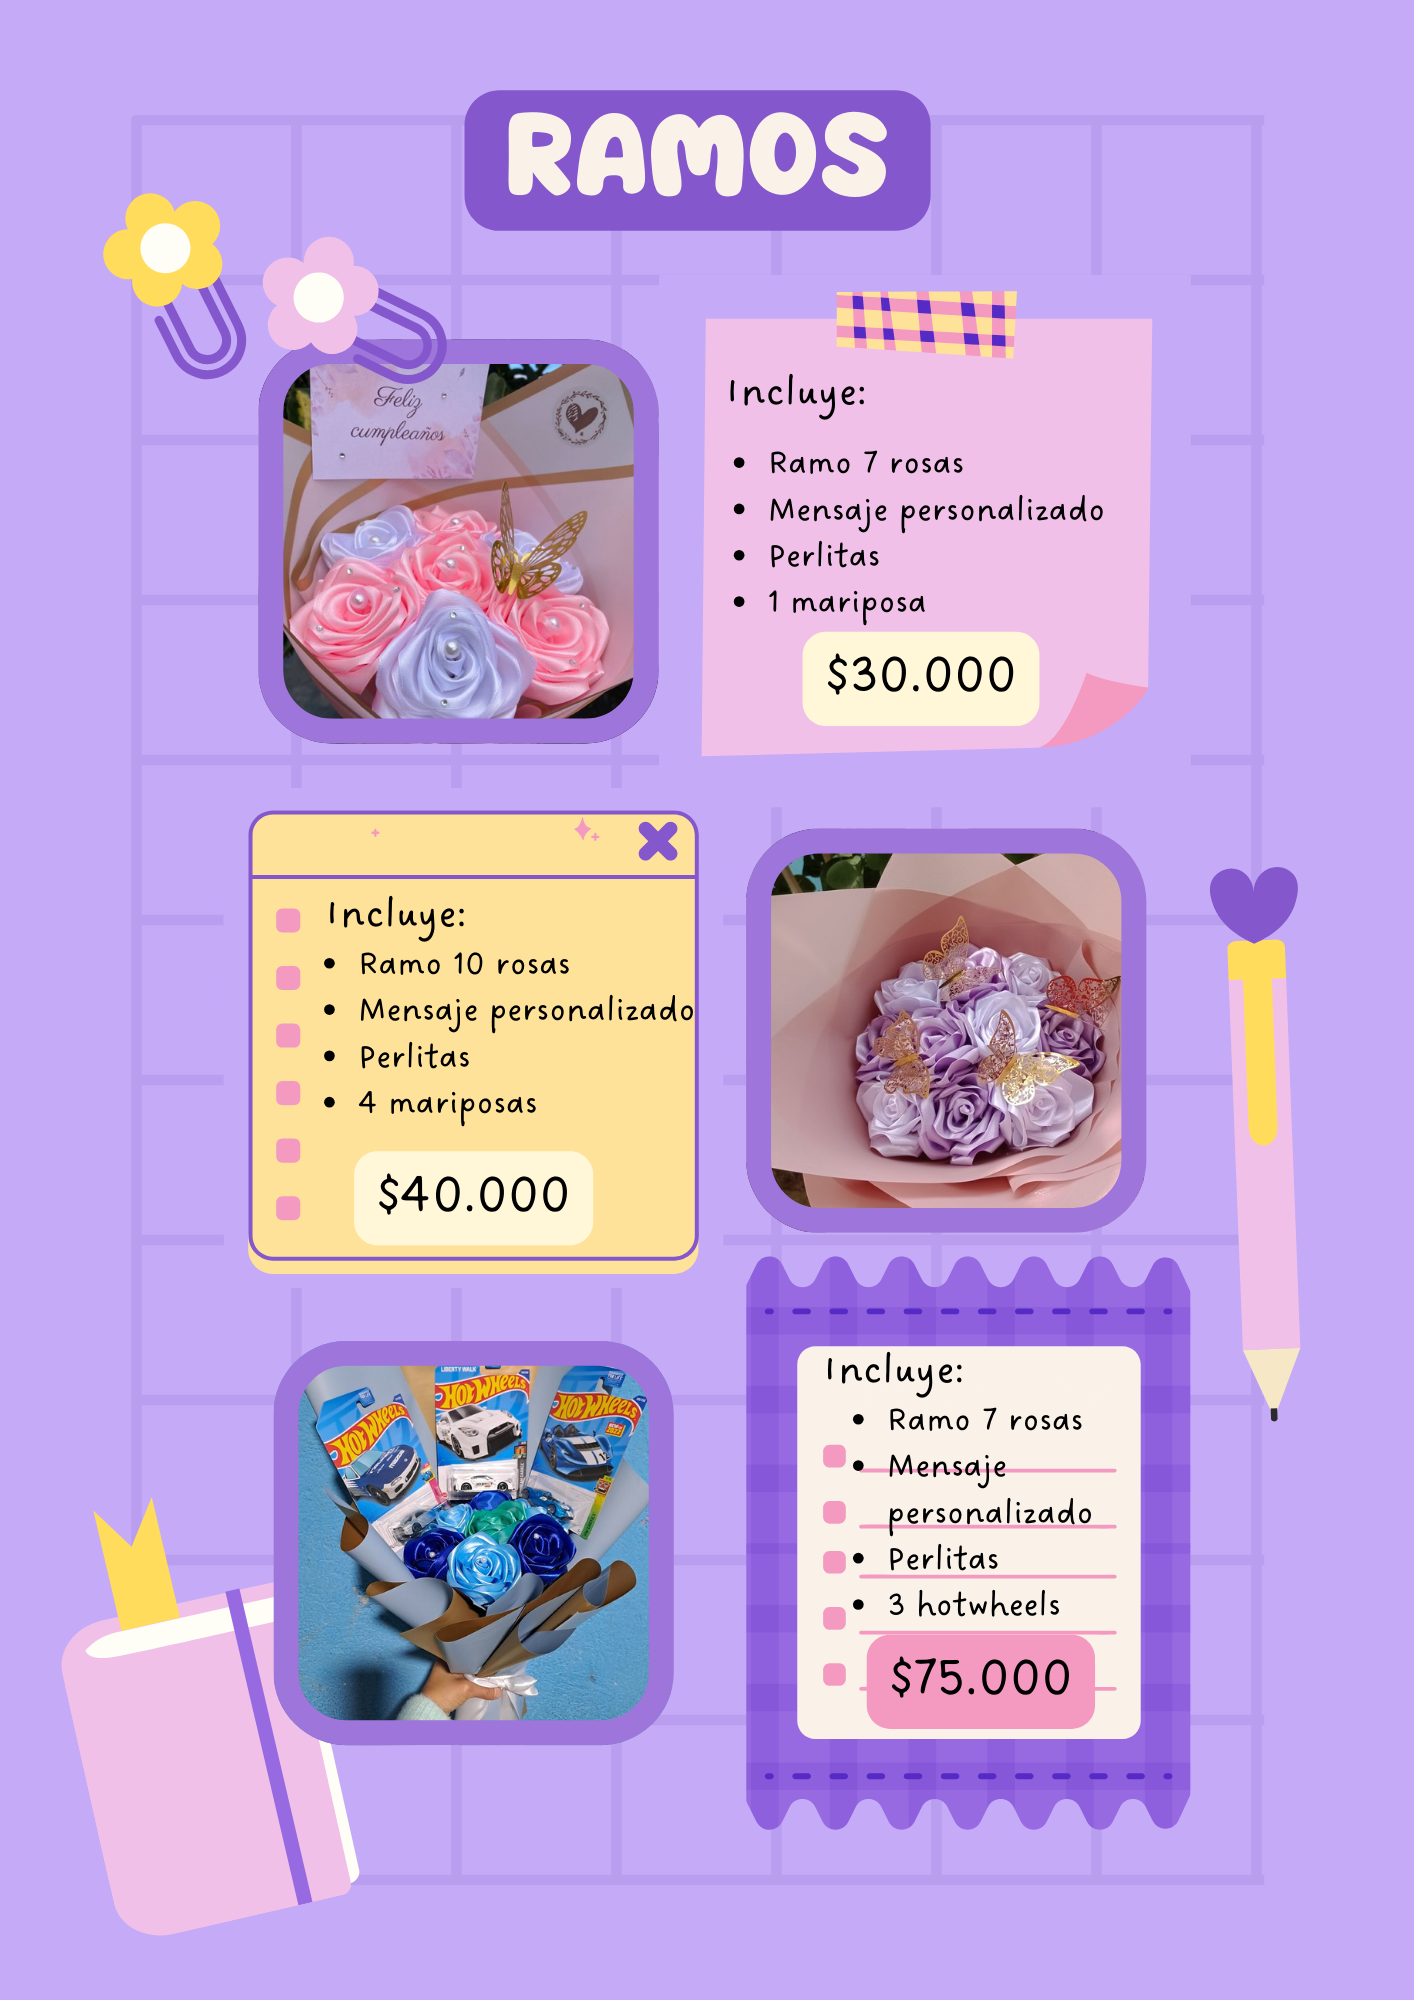 RAMOS
Feliz
cumpleaños
Incluye:
• Ramo 7 rosas
• Mensaje personalizado
• Perlitas
• 1 mariposa
$30.000
Incluye:
• Ramo 10 rosas
• Mensaje personalizado
• Perlitas
• 4 mariposas
$40.000
LIBERTY WALK
Hot Wheels
Hot Wheels
Hot Wheels
Incluye:
• Ramo 7 rosas
• Mensaje
personalizado
• Perlitas
• 3 hotwheels
$75.000